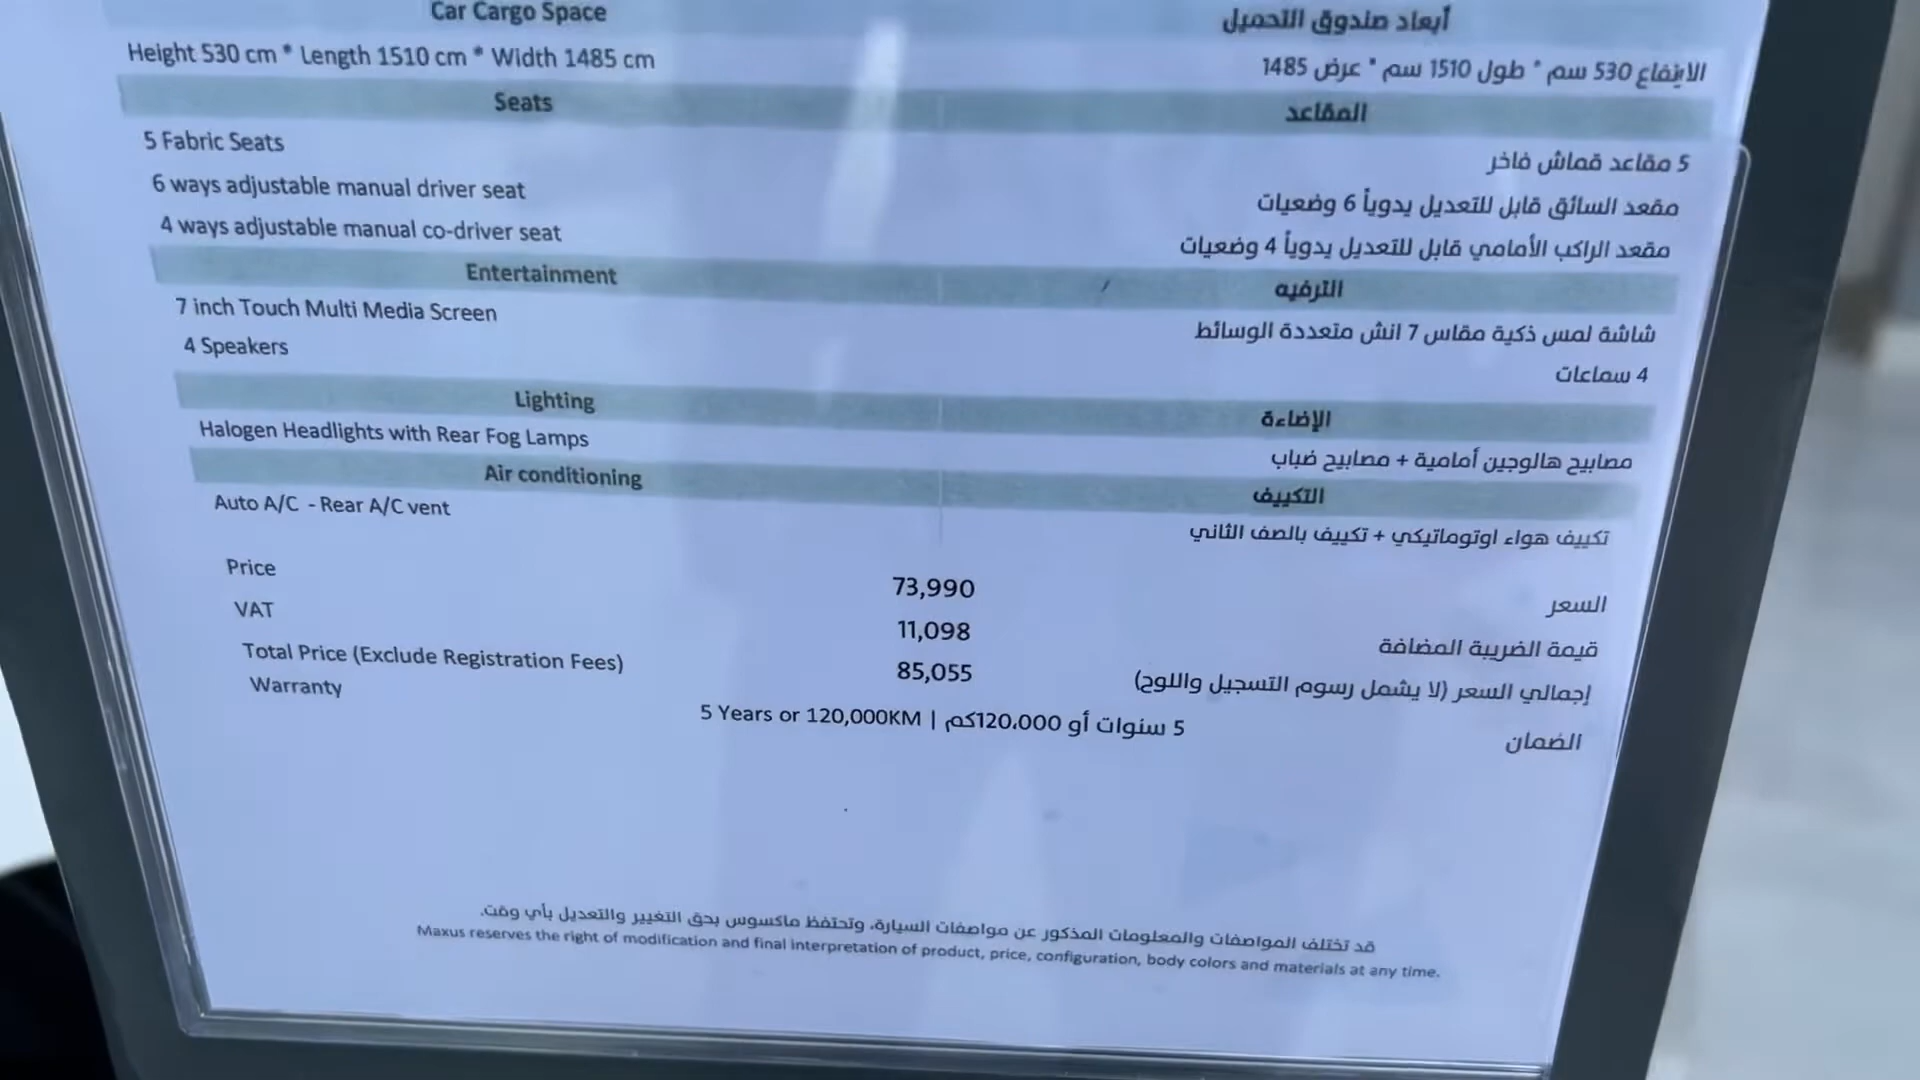 Car Cargo Space أبعاد صندوق التحميل
Height 530 cm * Length 1510 cm * Width 1485 cm الارتفاع 530 سم * طول 1510 سم * عرض 1485
Seats المقاعد
5 Fabric Seats 5 مقاعد قماش فاخر
6 ways adjustable manual driver seat مقعد السائق قابل للتعديل يدوياً 6 وضعيات
4 ways adjustable manual co-driver seat مقعد الراكب الأمامي قابل للتعديل يدوياً 4 وضعيات
Entertainment الترفيه
7 inch Touch Multi Media Screen شاشة لمس ذكية مقاس 7 انش متعددة الوسائط
4 Speakers 4 سماعات
Lighting الإضاءة
Halogen Headlights with Rear Fog Lamps مصابيح هالوجين أمامية + مصابيح ضباب
Air conditioning التكييف
Auto A/C - Rear A/C vent تكييف هواء اوتوماتيكي + تكييف بالصف الثاني
Price 73,990 السعر
VAT 11,098 قيمة الضريبة المضافة
Total Price (Exclude Registration Fees) 85,055 إجمالي السعر (لا يشمل رسوم التسجيل واللوح)
Warranty 5 Years or 120,000KM | 5 سنوات أو 120.000كم الضمان
قد تختلف المواصفات والمعلومات المذكور عن مواصفات السيارة، وتحتفظ ماكسوس بحق التغيير والتعديل بأي وقت.
Maxus reserves the right of modification and final interpretation of product, price, configuration, body colors and materials at any time.